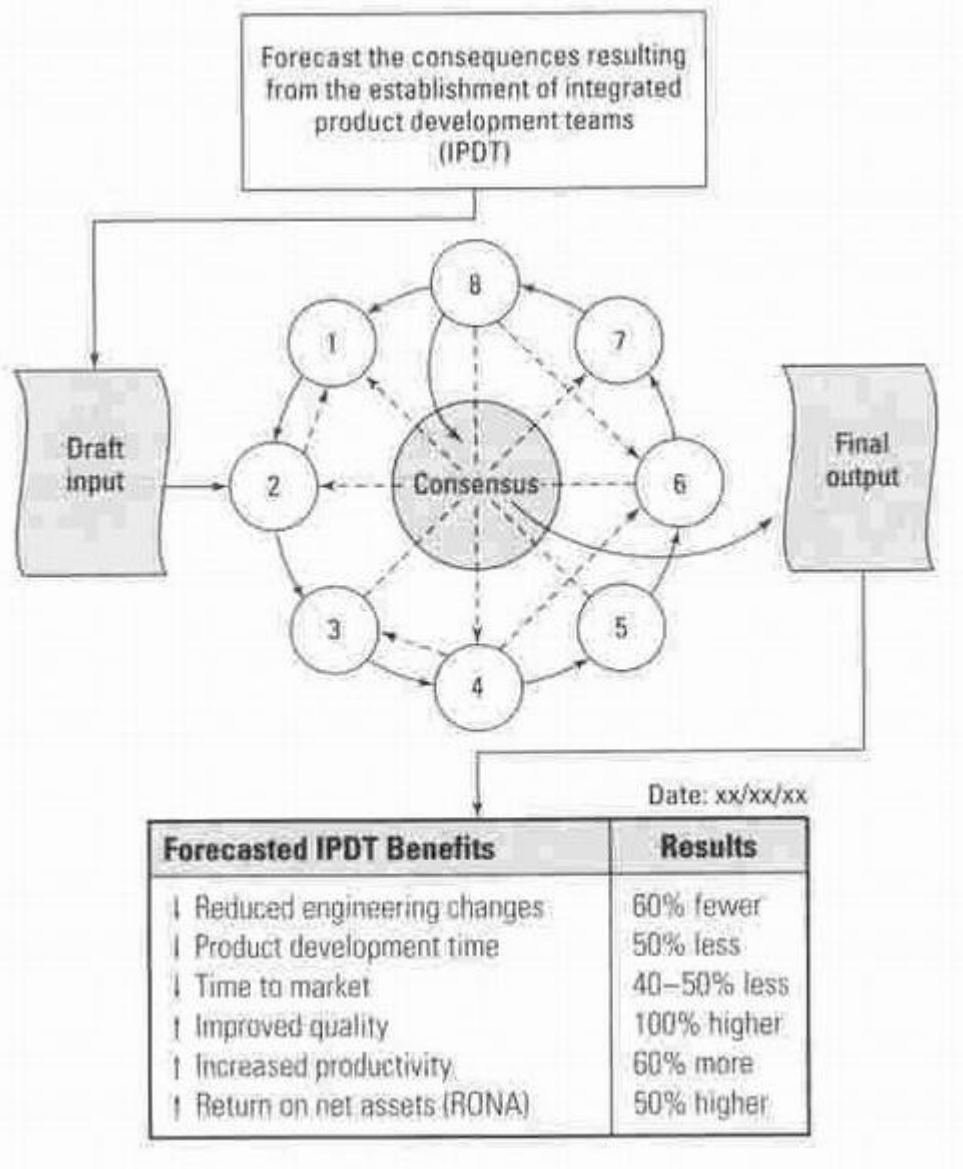 Forecast the consequences resulting
from the establishment of integrated
product development teams
(IPDT)
8
1
7
Draft
input
2
Consensus
6
Final
output
3
5
4
Date: xx/xx/xx
Forecasted IPDT Benefits Results
↓ Reduced engineering changes 60% fewer
↓ Product development time 50% less
↓ Time to market 40–50% less
↑ Improved quality 100% higher
↑ Increased productivity 60% more
↑ Return on net assets (RONA) 50% higher